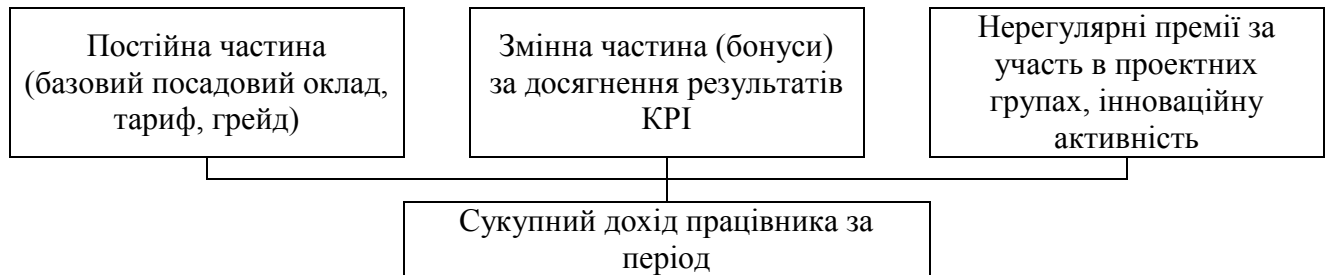 Постійна частина
(базовий посадовий оклад,
тариф, грейд)
Змінна частина (бонуси)
за досягнення результатів
КРІ
Нерегулярні премії за
участь в проектних
групах, інноваційну
активність
Сукупний дохід працівника за
період